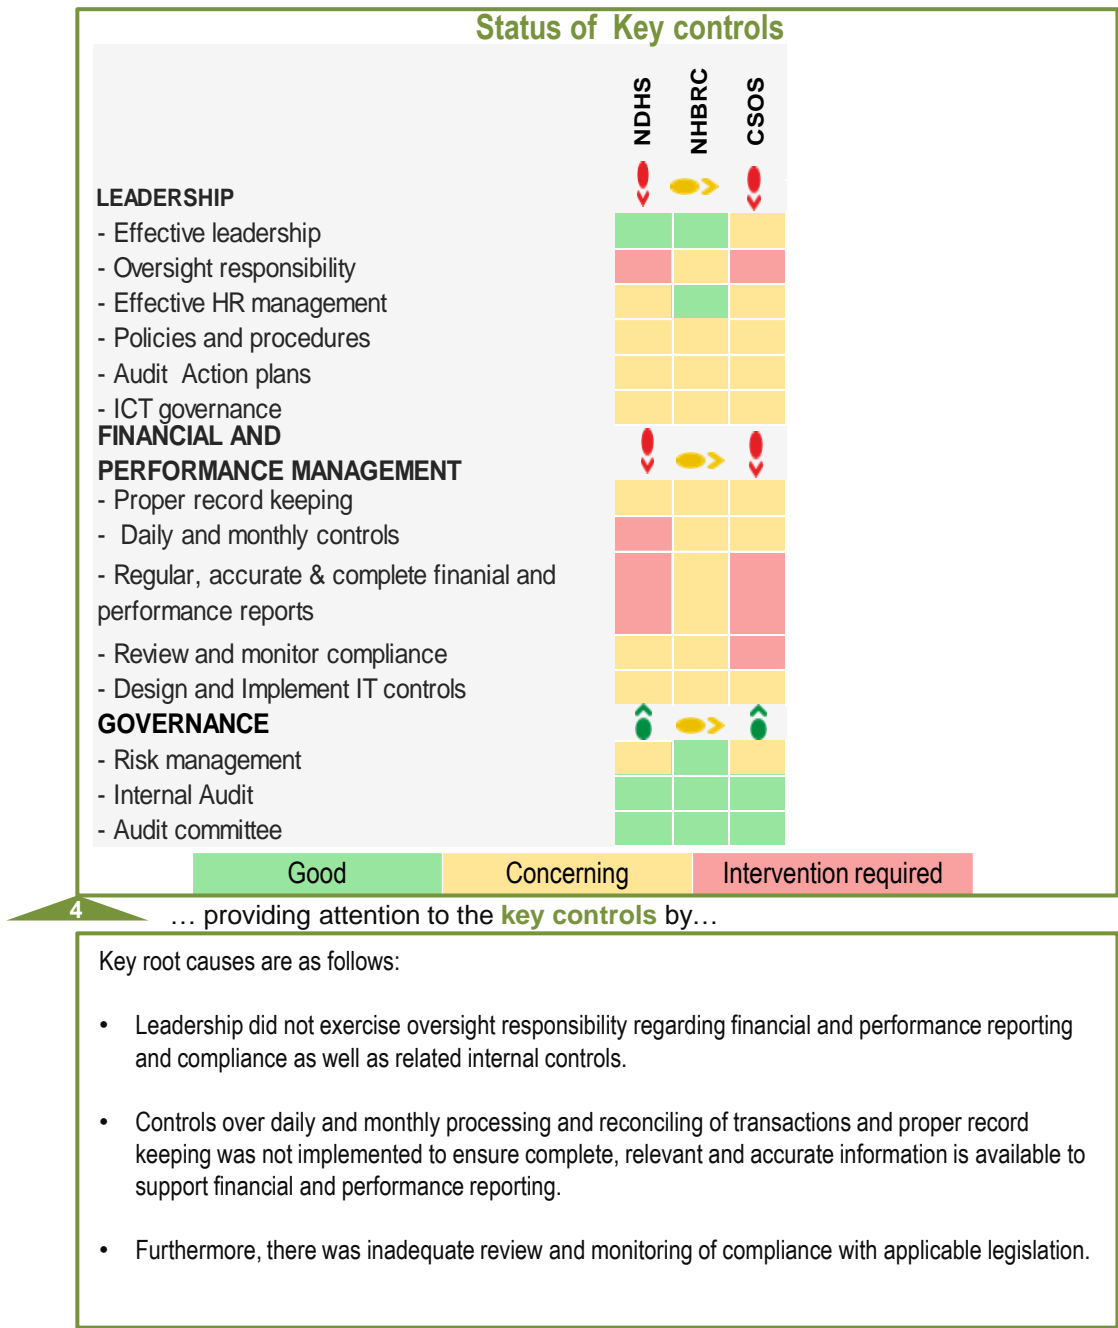 Status of Key controls
NDHS
NHBRC
CSOS
LEADERSHIP
- Effective leadership
- Oversight responsibility
- Effective HR management
- Policies and procedures
- Audit Action plans
- ICT governance
FINANCIAL AND
PERFORMANCE MANAGEMENT
- Proper record keeping
- Daily and monthly controls
- Regular, accurate & complete finanial and
performance reports
- Review and monitor compliance
- Design and Implement IT controls
GOVERNANCE
- Risk management
- Internal Audit
- Audit committee
Good
Concerning
Intervention required
4
… providing attention to the key controls by…
Key root causes are as follows:
• Leadership did not exercise oversight responsibility regarding financial and performance reporting
and compliance as well as related internal controls.
• Controls over daily and monthly processing and reconciling of transactions and proper record
keeping was not implemented to ensure complete, relevant and accurate information is available to
support financial and performance reporting.
• Furthermore, there was inadequate review and monitoring of compliance with applicable legislation.